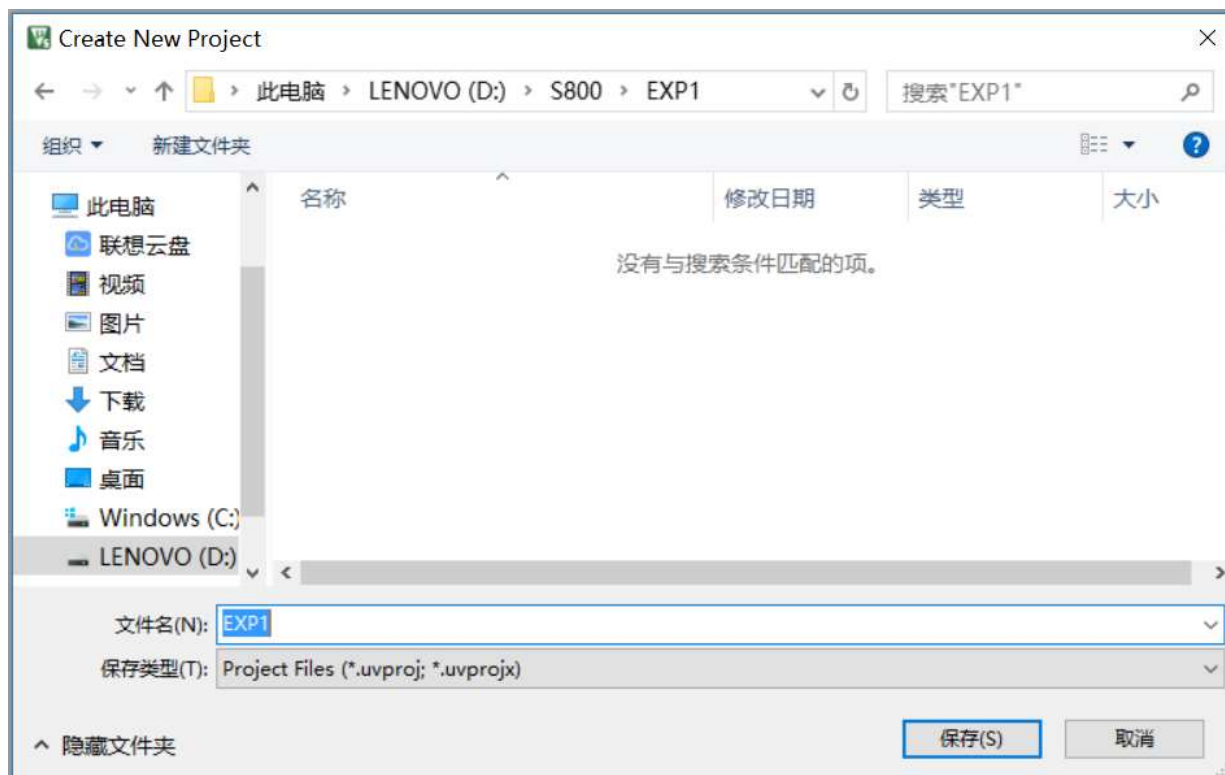 Create New Project
此电脑 › LENOVO (D:) › S800 › EXP1
搜索"EXP1"
组织
新建文件夹
名称
修改日期
类型
大小
没有与搜索条件匹配的项。
此电脑
联想云盘
视频
图片
文档
下载
音乐
桌面
Windows (C:)
LENOVO (D:)
文件名(N): EXP1
保存类型(T): Project Files (*.uvproj; *.uvprojx)
隐藏文件夹
保存(S)
取消